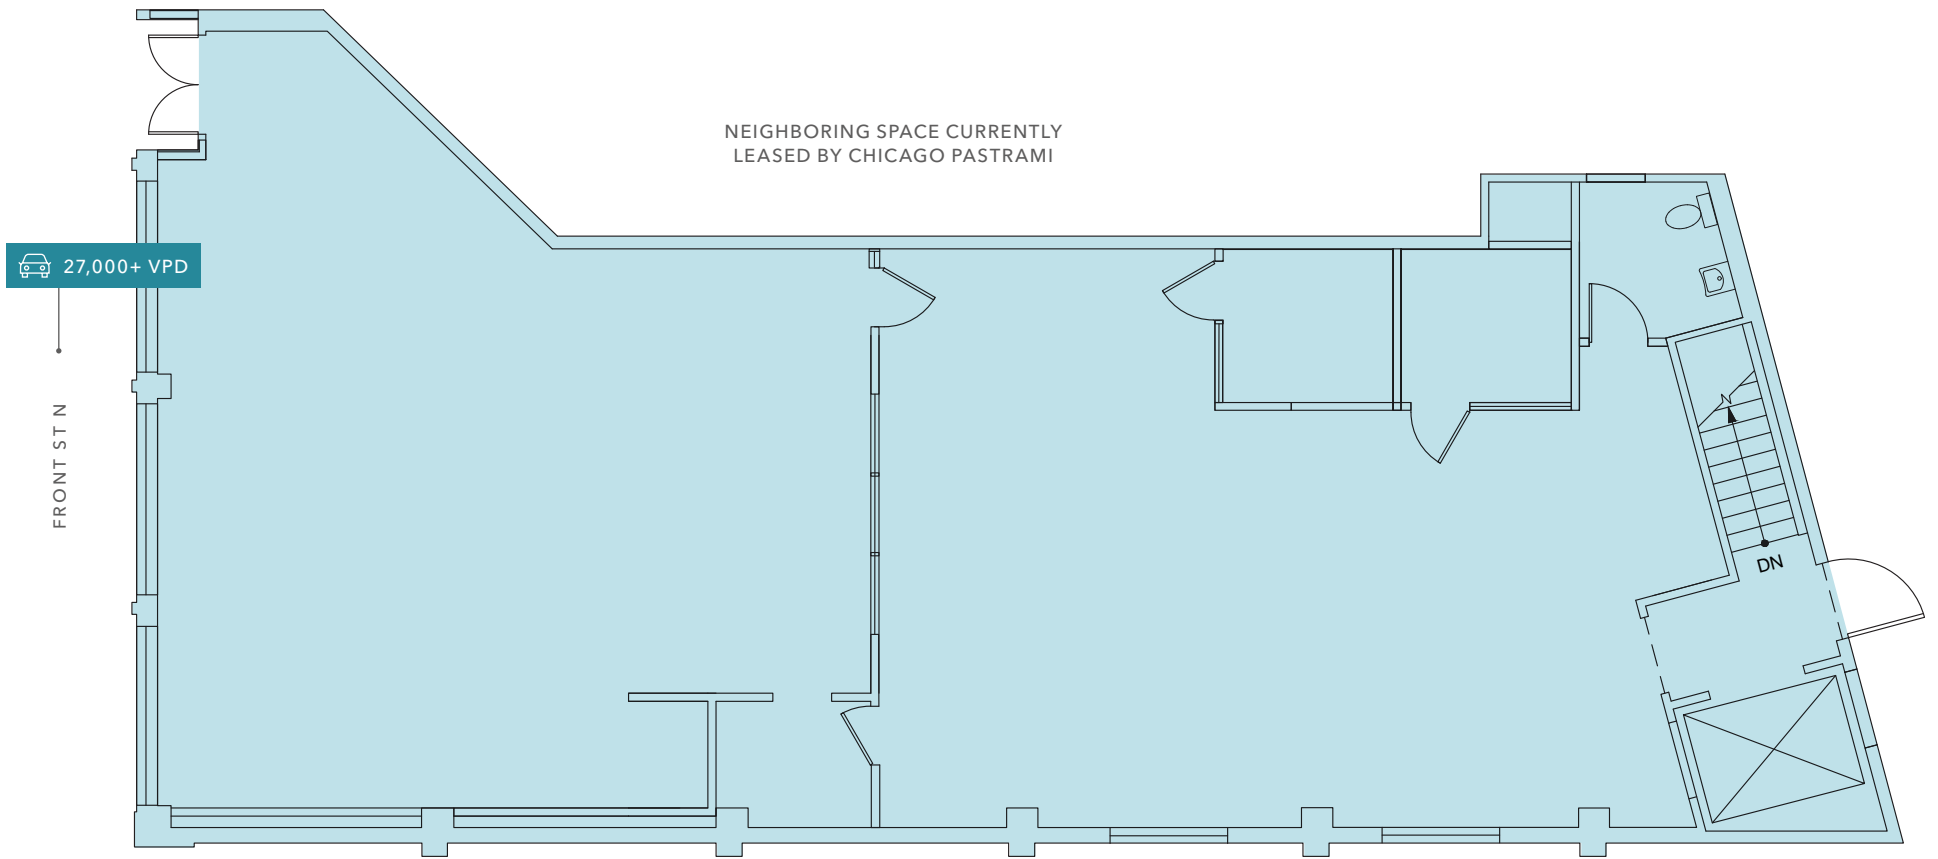 NEIGHBORING SPACE CURRENTLY
LEASED BY CHICAGO PASTRAMI
27,000+ VPD
FRONT ST N
DN